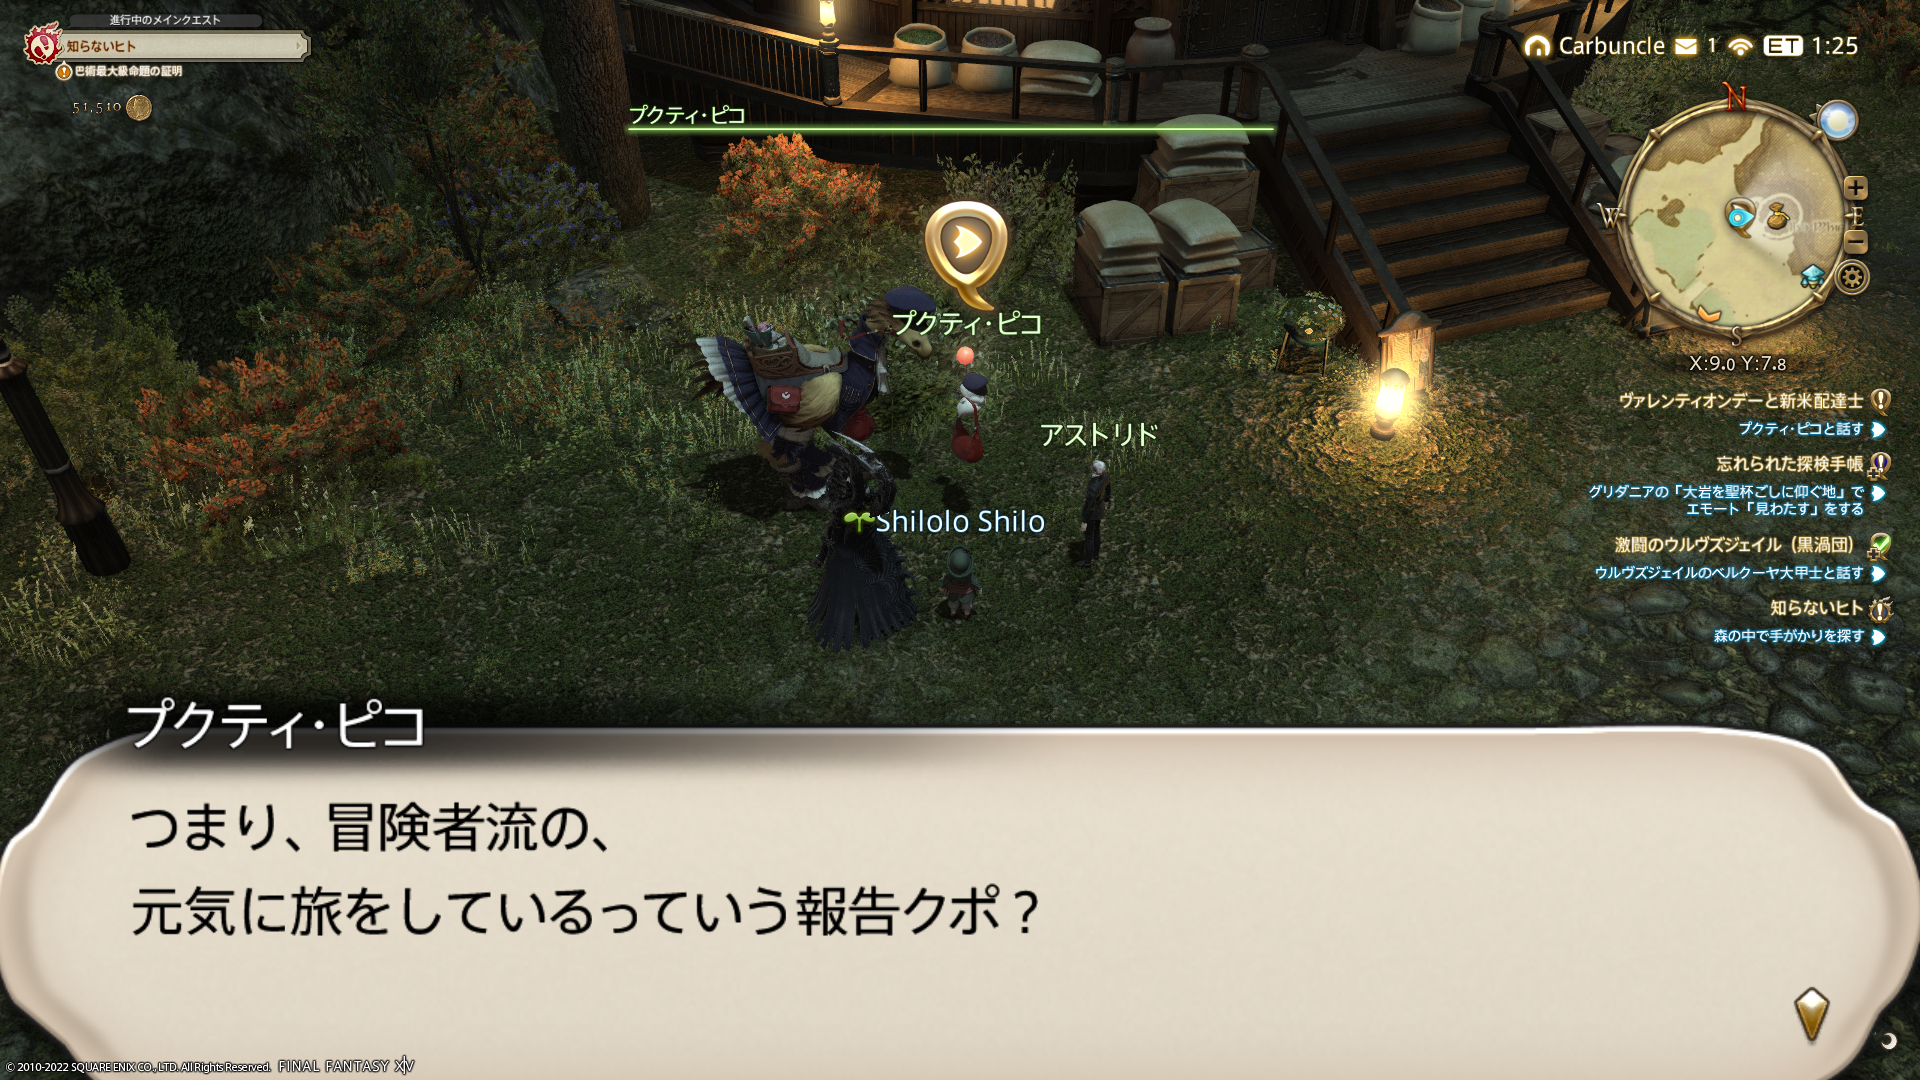 進行中のメインクエスト
知らないヒト
巴術最大級命題の証明
51,510
プクティ・ピコ
Carbuncle
1
ET 1:25
N
W
E
S
X:9.0 Y:7.8
プクティ・ピコ
アストリド
Shilolo Shilo
ヴァレンティオンデーと新米配達士
プクティ・ピコと話す
忘れられた探検手帳
グリダニアの「大岩を聖杯ごしに仰ぐ地」で
エモート「見わたす」をする
激闘のウルヴズジェイル（黒渦団）
ウルヴズジェイルのベルクーヤ大甲士と話す
知らないヒト
森の中で手がかりを探す
プクティ・ピコ
つまり、冒険者流の、
元気に旅をしているっていう報告クポ？
© 2010-2022 SQUARE ENIX CO., LTD. All Rights Reserved. FINAL FANTASY XIV